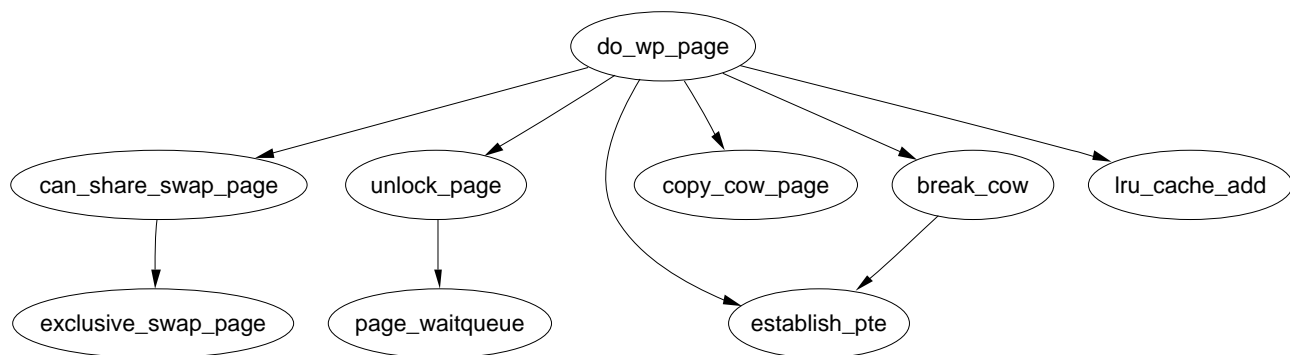 do_wp_page
can_share_swap_page
unlock_page
copy_cow_page
break_cow
lru_cache_add
exclusive_swap_page
page_waitqueue
establish_pte